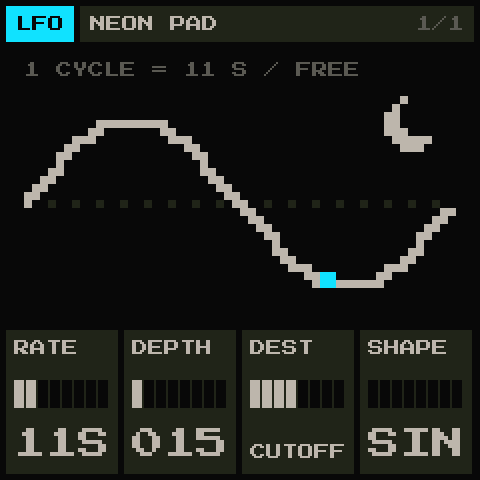 LFO NEON PAD 1/1
1 CYCLE = 11 S / FREE
RATE DEPTH DEST SHAPE
11S 015 CUTOFF SIN